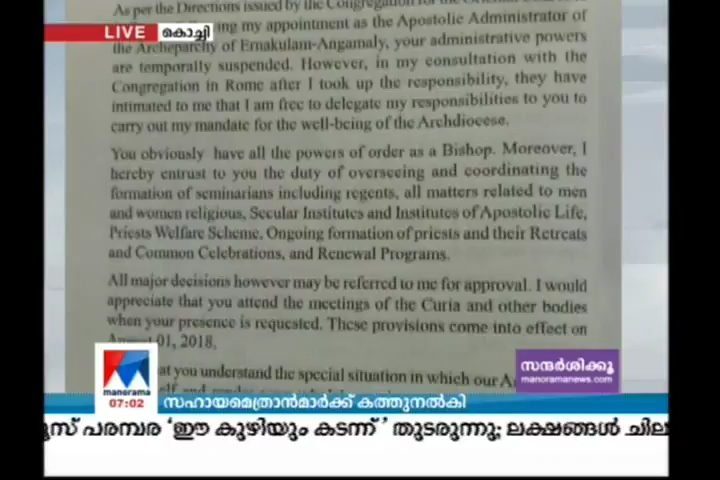 As per the Directions issued by the Congregation for the
ing my appointment as the Apostolic Administrator of
the Archeparchy of Ernakulam-Angamaly, your administrative powers
are temporally suspended. However, in my consultation with the
Congregation in Rome after I took up the responsibility, they have
intimated to me that I am free to delegate my responsibilities to you to
carry out my mandate for the well-being of the Archdiocese.
You obviously have all the powers of order as a Bishop. Moreover, I
hereby entrust to you the duty of overseeing and coordinating the
formation of seminarians including regents, all matters related to men
and women religious, Secular Institutes and Institutes of Apostolic Life,
Priests Welfare Scheme, Ongoing formation of priests and their Retreats
and Common Celebrations, and Renewal Programs.
All major decisions however may be referred to me for approval. I would
appreciate that you attend the meetings of the Curia and other bodies
when your presence is requested. These provisions come into effect on
01, 2018,
at you understand the special situation in which our
LIVE കൊച്ചി
സന്ദർശിക്കൂ
manoramanews.com
manorama
07:02
സഹായമെത്രാൻമാർക്ക് കത്തുനൽകി
സ് പരമ്പര ‘ഈ കുഴിയും കടന്ന് ’ തുടരുന്നു; ലക്ഷങ്ങൾ ചില